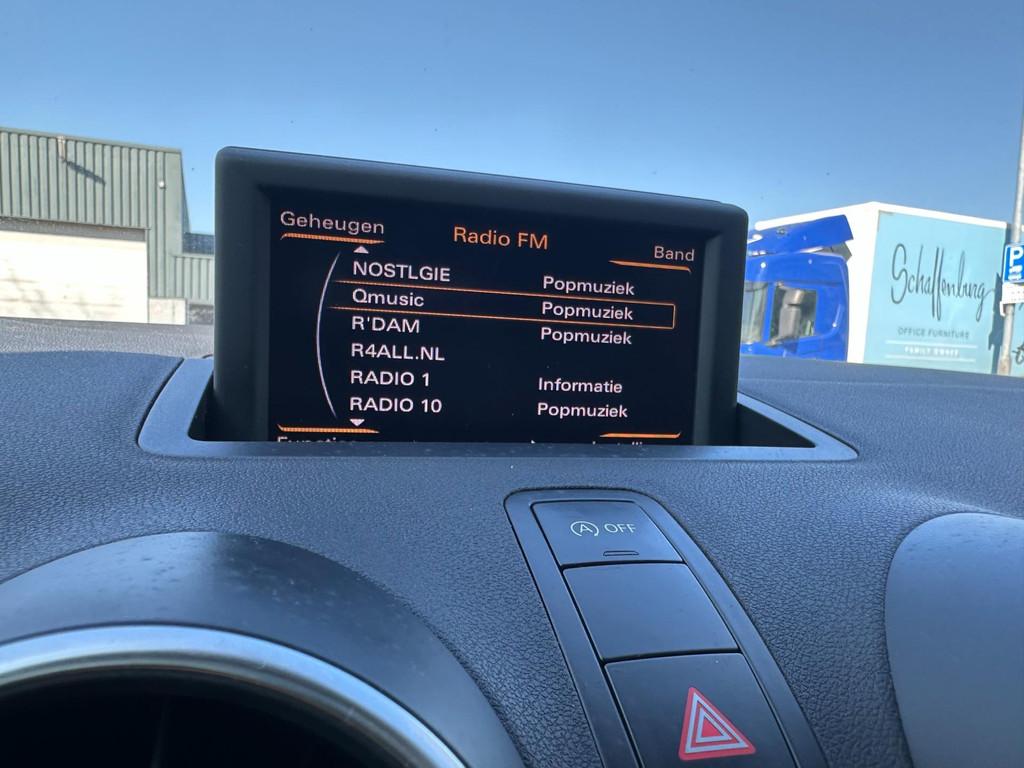 Geheugen
Radio FM
Band
NOSTLGIE Popmuziek
Qmusic Popmuziek
R'DAM Popmuziek
R4ALL.NL
RADIO 1 Informatie
RADIO 10 Popmuziek
A OFF
Schaffenburg
OFFICE FURNITURE
P